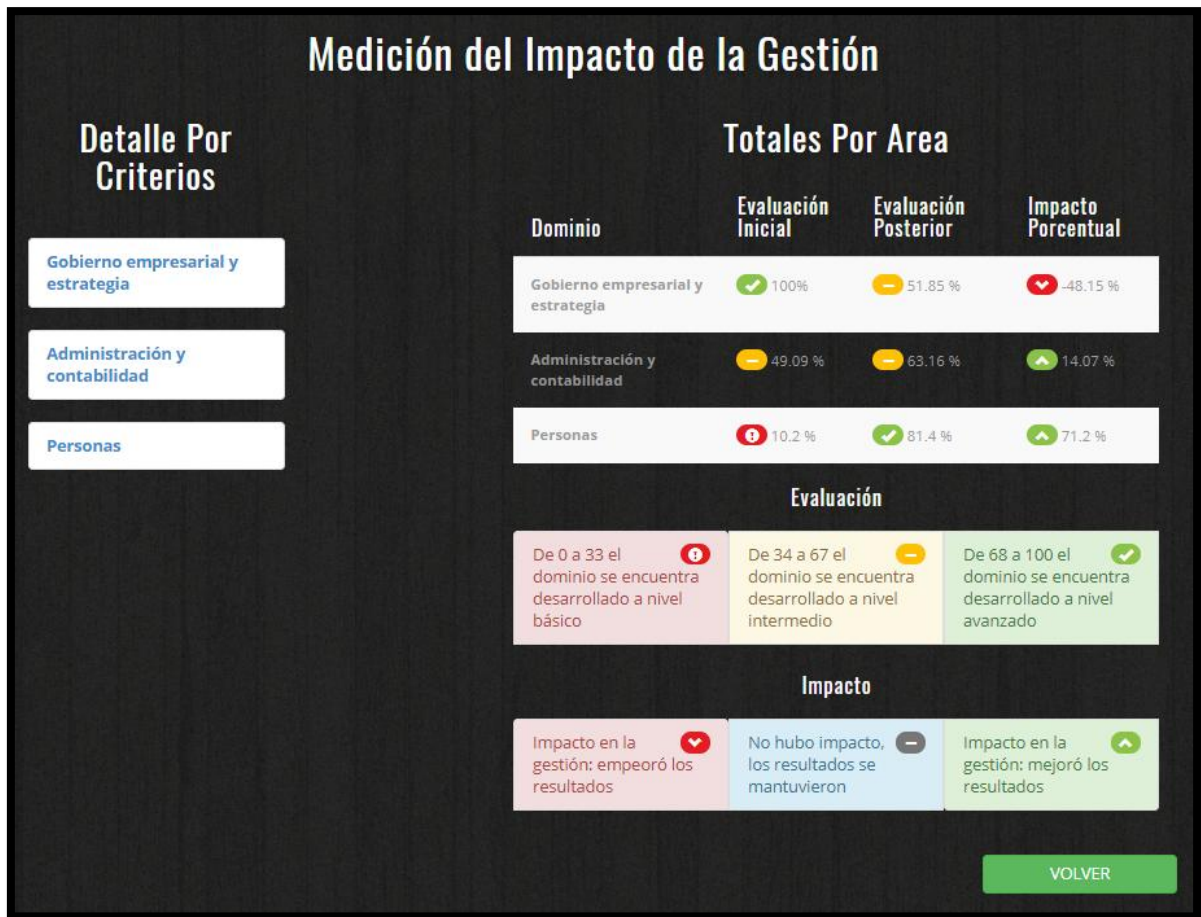 Medición del Impacto de la Gestión
Detalle Por
Criterios
Gobierno empresarial y
estrategia
Administración y
contabilidad
Personas
Totales Por Area
Dominio
Evaluación
Inicial
Evaluación
Posterior
Impacto
Porcentual
Gobierno empresarial y
estrategia
100%
51.85 %
-48.15 %
Administración y
contabilidad
49.09 %
63.16 %
14.07 %
Personas
10.2 %
81.4 %
71.2 %
Evaluación
De 0 a 33 el
dominio se encuentra
desarrollado a nivel
básico
De 34 a 67 el
dominio se encuentra
desarrollado a nivel
intermedio
De 68 a 100 el
dominio se encuentra
desarrollado a nivel
avanzado
Impacto
Impacto en la
gestión: empeoró los
resultados
No hubo impacto,
los resultados se
mantuvieron
Impacto en la
gestión: mejoró los
resultados
VOLVER